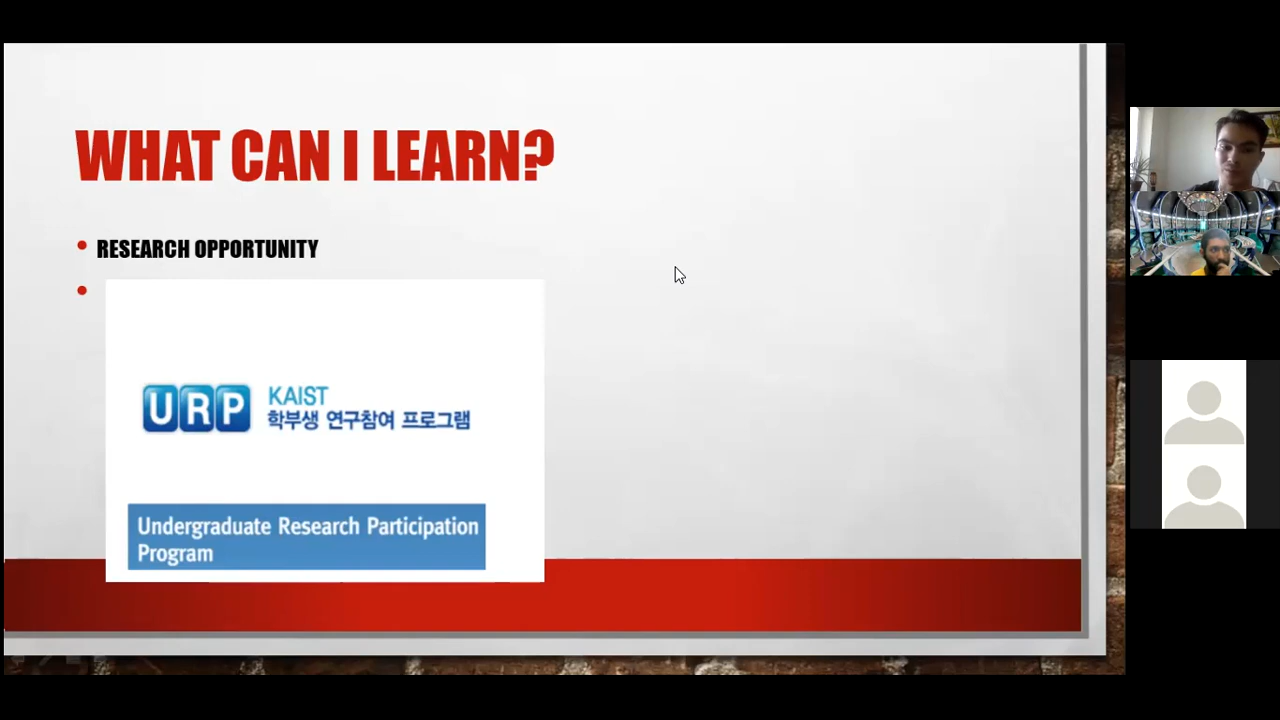 WHAT CAN I LEARN?
RESEARCH OPPORTUNITY
URP KAIST
학부생 연구참여 프로그램
Undergraduate Research Participation
Program